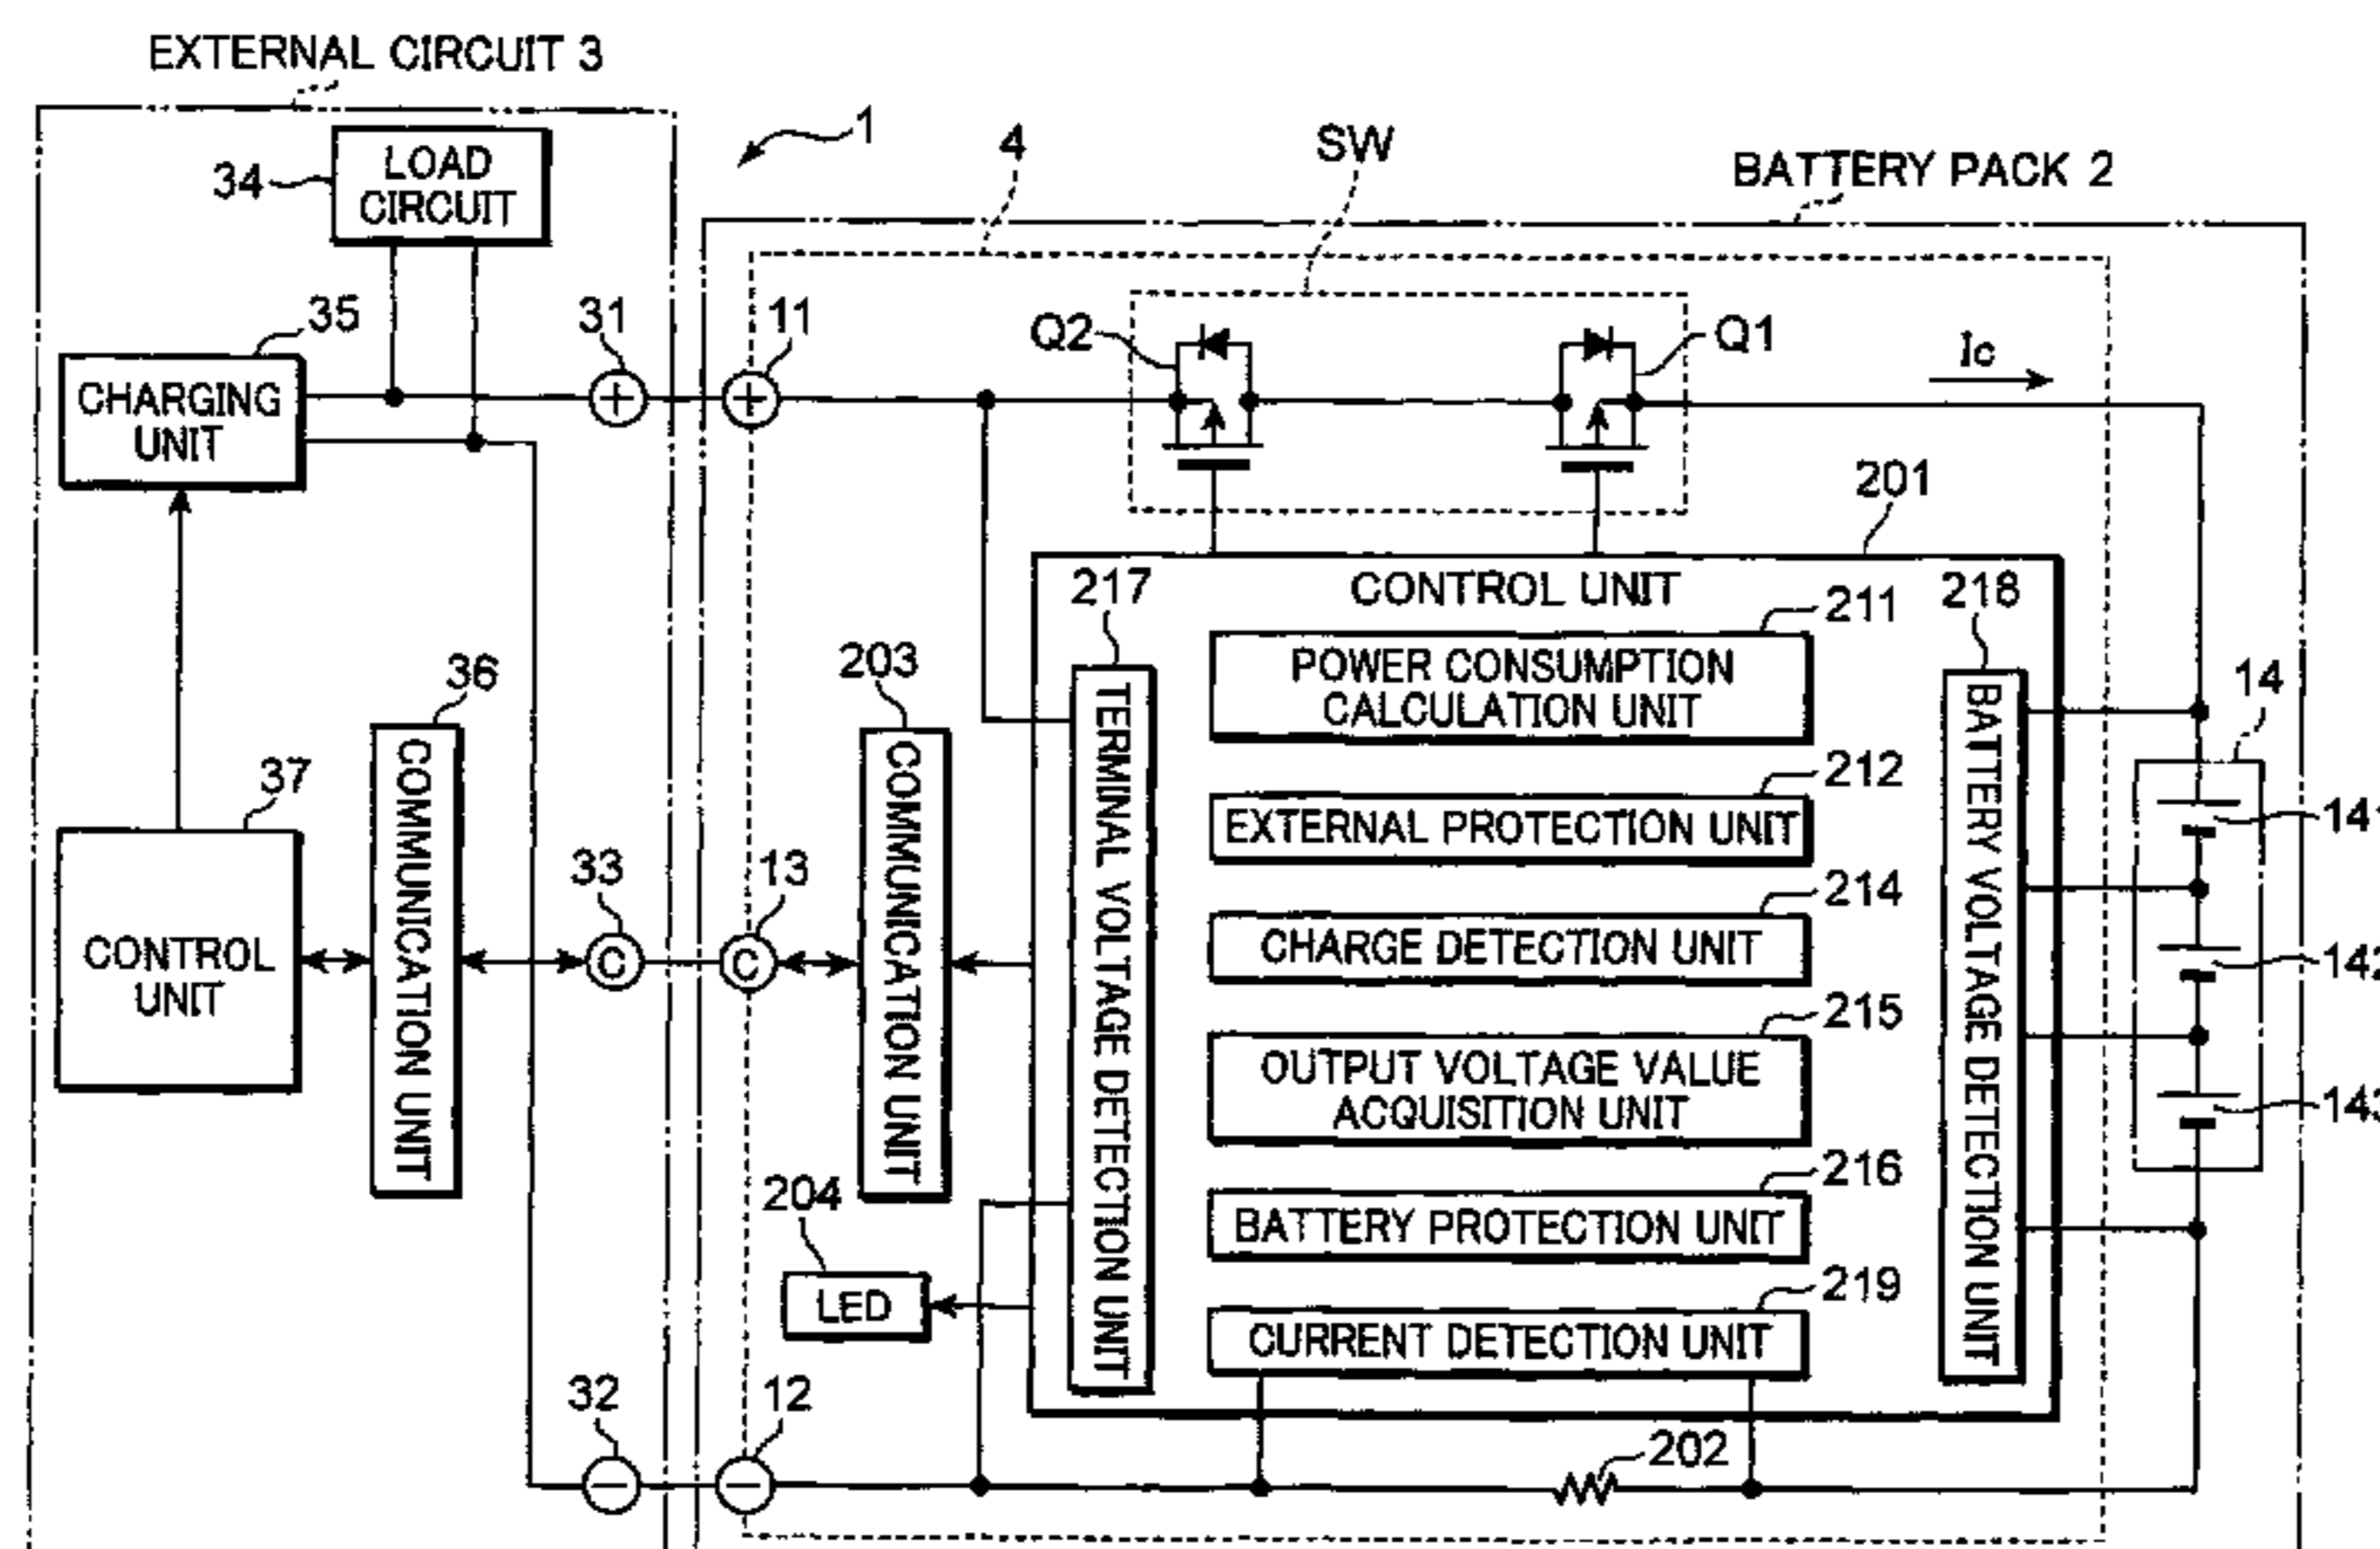 EXTERNAL CIRCUIT 3
1
4
SW
BATTERY PACK 2
34
LOAD
CIRCUIT
35
31
11
Q2
Q1
Ic
CHARGING
UNIT
201
217
CONTROL UNIT
218
211
POWER CONSUMPTION
CALCULATION UNIT
36
203
14
37
212
EXTERNAL PROTECTION UNIT
141
33
13
214
CHARGE DETECTION UNIT
CONTROL
UNIT
COMMUNICATION UNIT
C
C
COMMUNICATION UNIT
TERMINAL VOLTAGE DETECTION UNIT
BATTERY VOLTAGE DETECTION UNIT
142
215
OUTPUT VOLTAGE VALUE
ACQUISITION UNIT
143
216
204
BATTERY PROTECTION UNIT
LED
219
CURRENT DETECTION UNIT
32
12
202